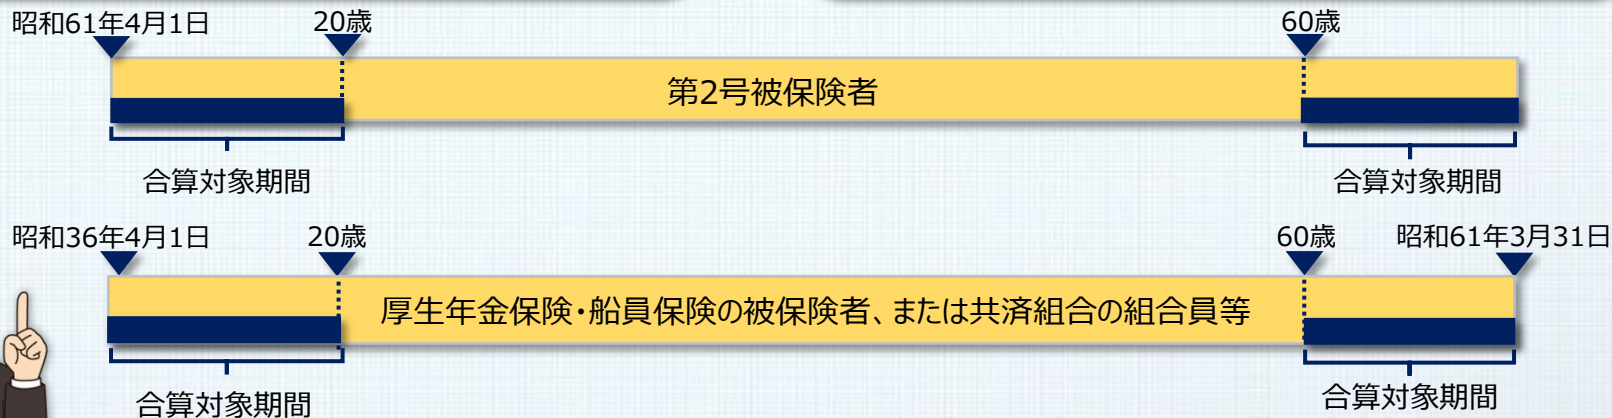 昭和61年4月1日
20歳
60歳
第2号被保険者
合算対象期間
合算対象期間
昭和36年4月1日
20歳
60歳
昭和61年3月31日
厚生年金保険・船員保険の被保険者、または共済組合の組合員等
合算対象期間
合算対象期間